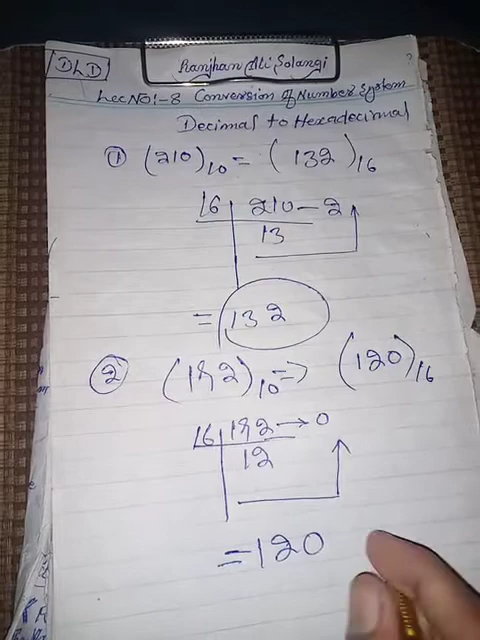 DLD
Ranjhan Ali Solangi
?
Lec No:-8 Conversion of Number System
Decimal to Hexadecimal
① (210)10 = (132)16
16 210 – 2
13
= 132
② (192)10 => (120)16
16 192 → 0
12
= 120